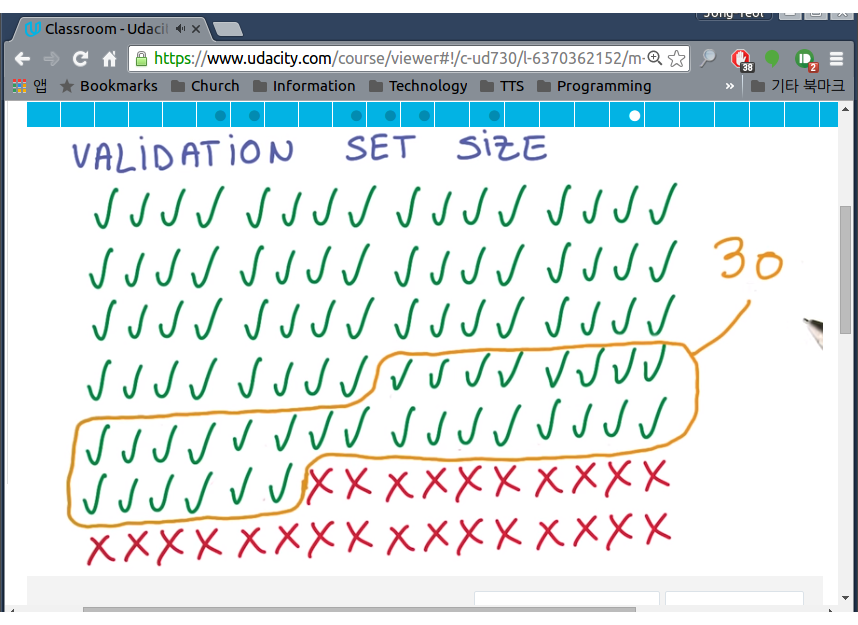 Jong Yeol
Classroom - Udaci
https://www.udacity.com/course/viewer#!/c-ud730/l-6370362152/m-
38
2
앱 Bookmarks Church Information Technology TTS Programming » 기타 북마크
VALIDATION SET SIZE
30